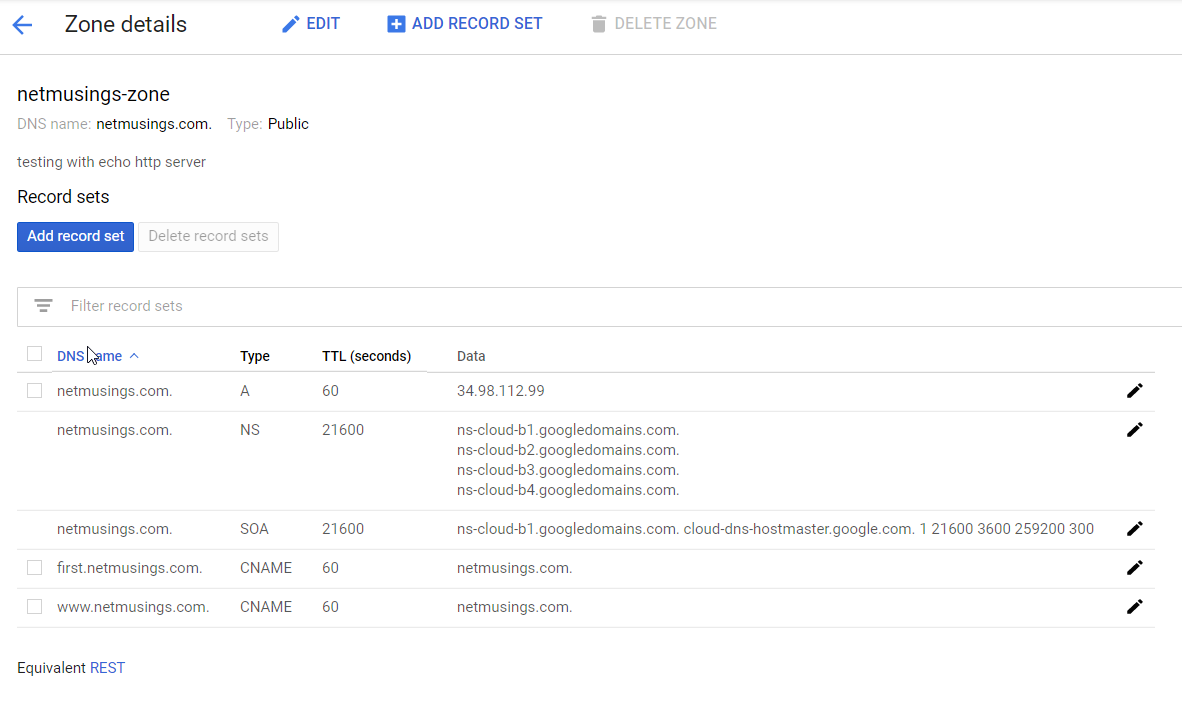 Zone details EDIT ADD RECORD SET DELETE ZONE
netmusings-zone
DNS name: netmusings.com. Type: Public
testing with echo http server
Record sets
Add record set Delete record sets
Filter record sets
DNS name Type TTL (seconds) Data
netmusings.com. A 60 34.98.112.99
netmusings.com. NS 21600 ns-cloud-b1.googledomains.com.
ns-cloud-b2.googledomains.com.
ns-cloud-b3.googledomains.com.
ns-cloud-b4.googledomains.com.
netmusings.com. SOA 21600 ns-cloud-b1.googledomains.com. cloud-dns-hostmaster.google.com. 1 21600 3600 259200 300
first.netmusings.com. CNAME 60 netmusings.com.
www.netmusings.com. CNAME 60 netmusings.com.
Equivalent REST